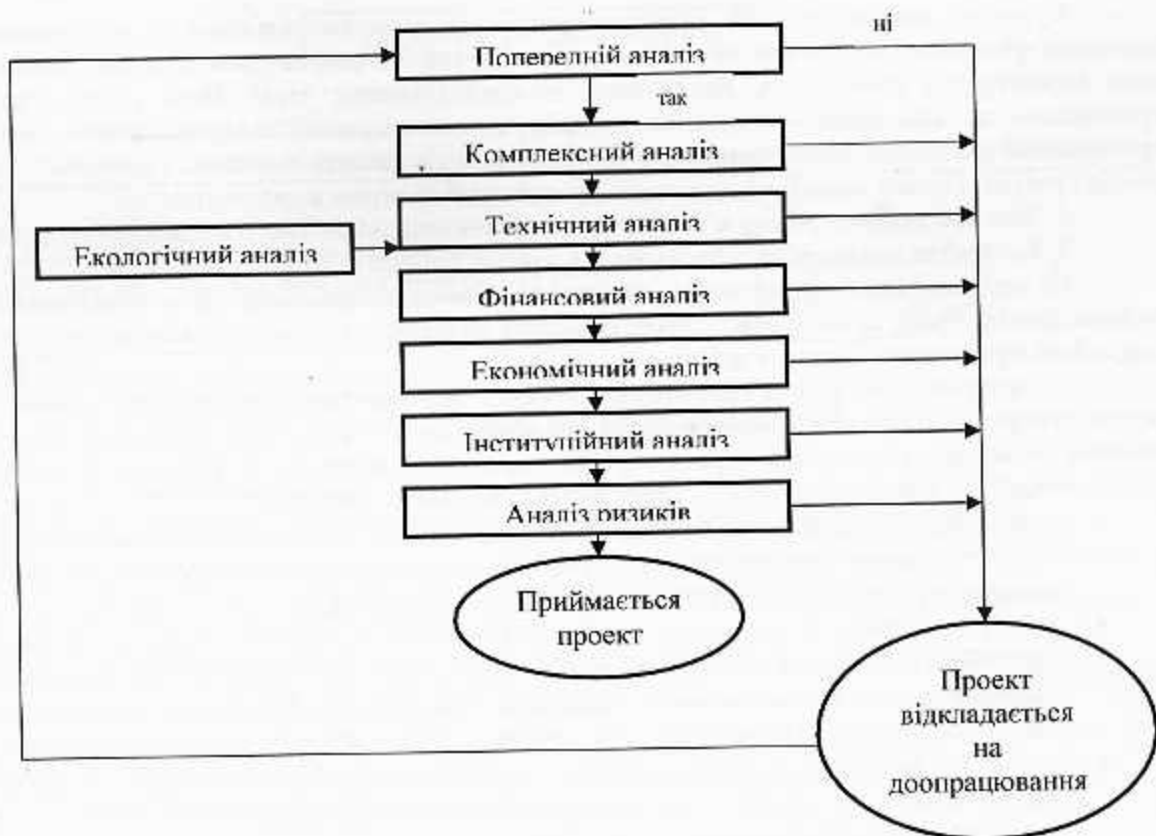 Попередній аналіз
ні
так
Комплексний аналіз
Технічний аналіз
Екологічний аналіз
Фінансовий аналіз
Економічний аналіз
Інституційний аналіз
Аналіз ризиків
Приймається
проект
Проект
відкладається
на
доопрацювання